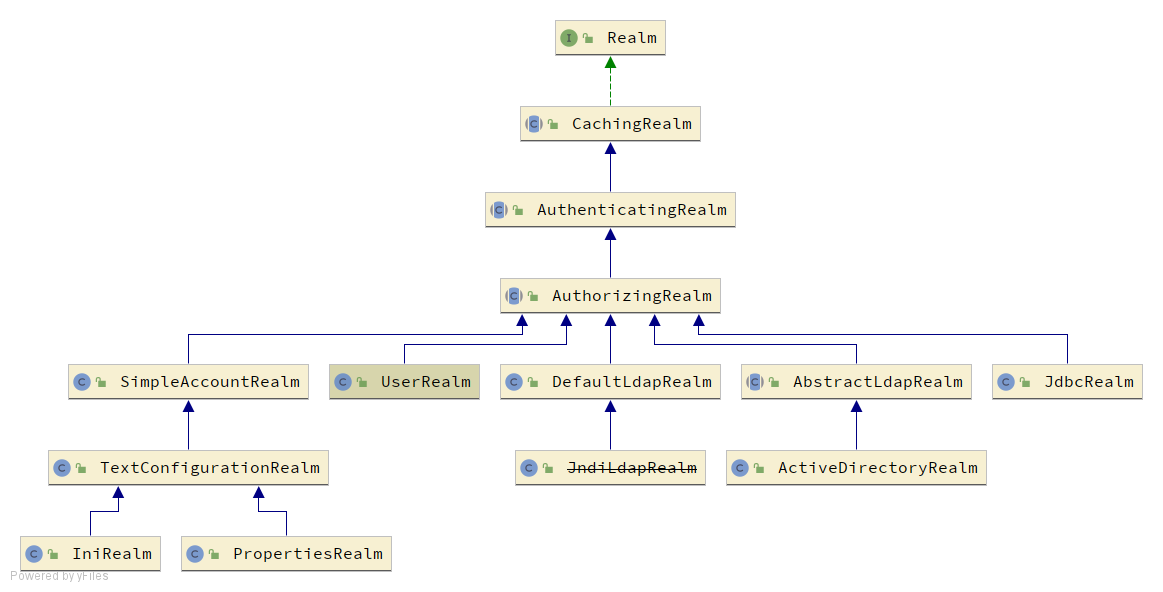 Realm
CachingRealm
AuthenticatingRealm
AuthorizingRealm
SimpleAccountRealm
UserRealm
DefaultLdapRealm
AbstractLdapRealm
JdbcRealm
TextConfigurationRealm
JndiLdapRealm
ActiveDirectoryRealm
IniRealm
PropertiesRealm
Powered by yFiles